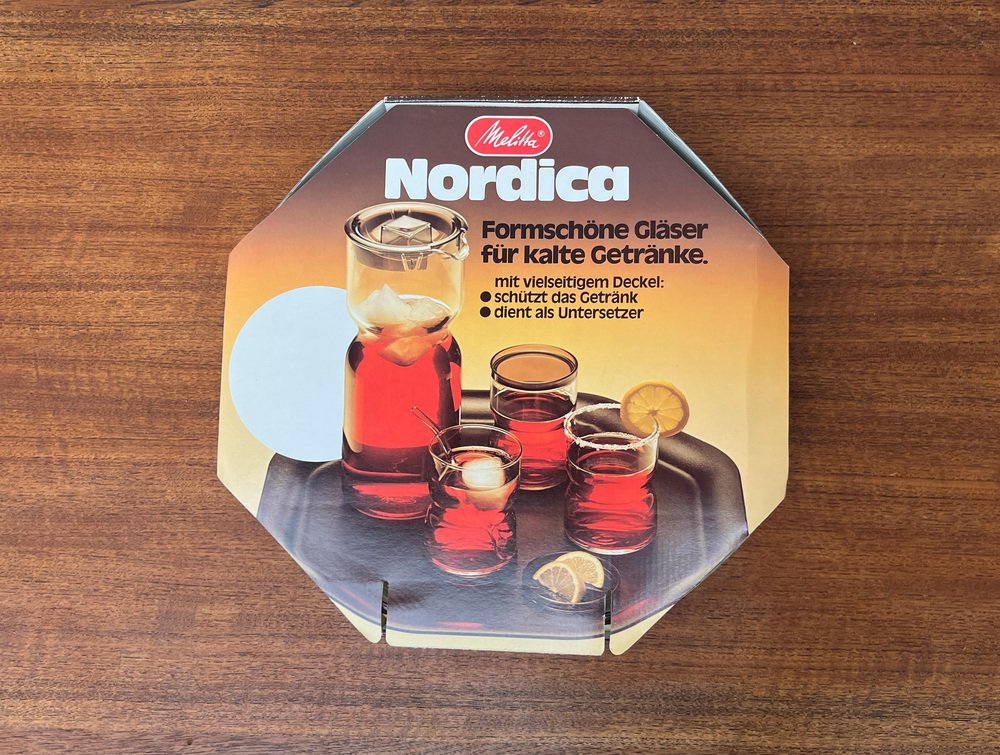 Melitta®
Nordica
Formschöne Gläser
für kalte Getränke.
mit vielseitigem Deckel:
● schützt das Getränk
● dient als Untersetzer